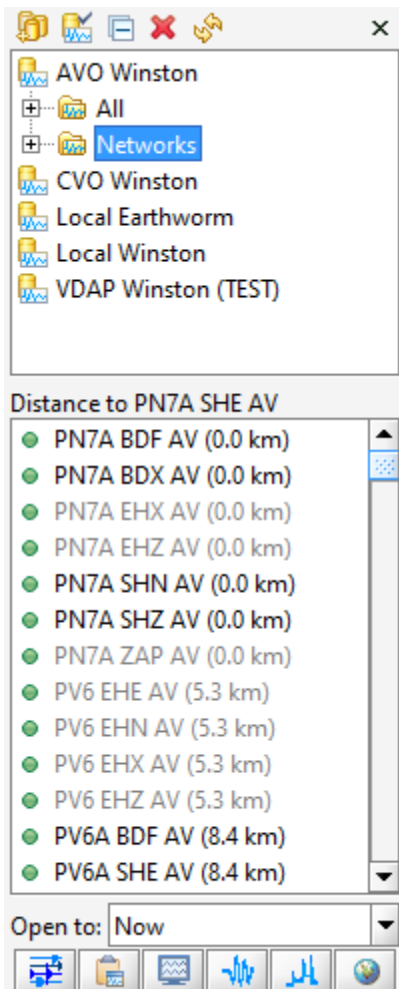 AVO Winston
All
Networks
CVO Winston
Local Earthworm
Local Winston
VDAP Winston (TEST)
Distance to PN7A SHE AV
PN7A BDF AV (0.0 km)
PN7A BDX AV (0.0 km)
PN7A EHX AV (0.0 km)
PN7A EHZ AV (0.0 km)
PN7A SHN AV (0.0 km)
PN7A SHZ AV (0.0 km)
PN7A ZAP AV (0.0 km)
PV6 EHE AV (5.3 km)
PV6 EHN AV (5.3 km)
PV6 EHX AV (5.3 km)
PV6 EHZ AV (5.3 km)
PV6A BDF AV (8.4 km)
PV6A SHE AV (8.4 km)
Open to: Now